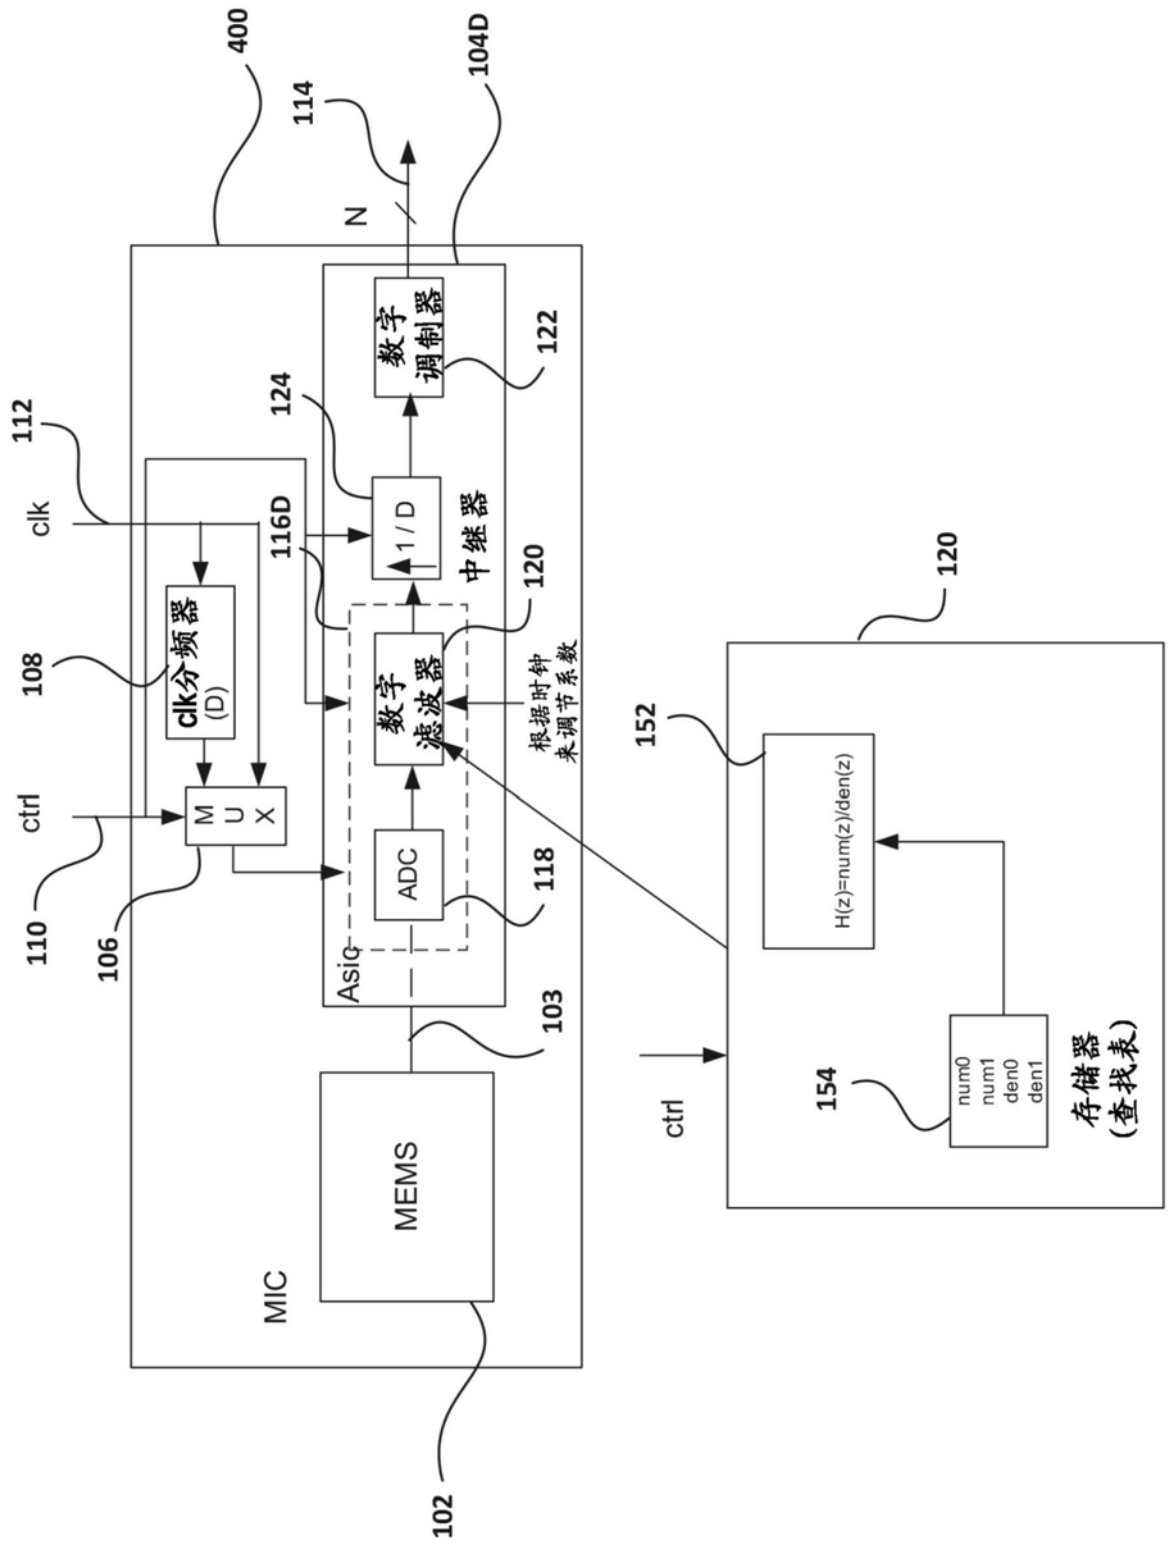 110
ctrl
108
clk
112
106
clk分频器
(D)
M
U
X
400
MIC
116D
124
114
Asic
N
MEMS
ADC
数字
滤波器
1 / D
数字
调制器
102
中继器
104D
103
118
120
122
根据时钟
来调节系数
152
ctrl
154
H(z)=num(z)/den(z)
120
num0
num1
den0
den1
存储器
(查找表)